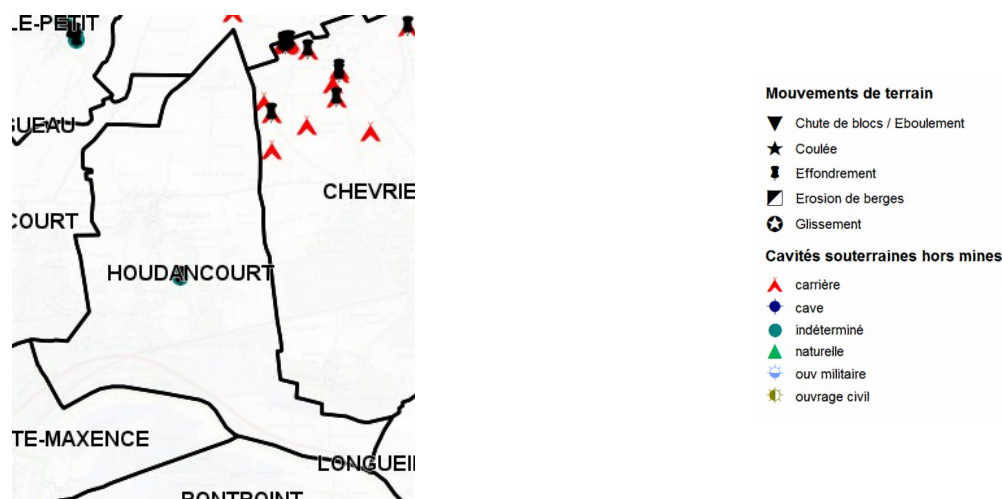 LE-PETIT
GUEAU
CHEVRIE
COURT
HOUDANCOURT
TE-MAXENCE
LONGUEI
PONTPOINT
Mouvements de terrain
Chute de blocs / Eboulement
Coulée
Effondrement
Erosion de berges
Glissement
Cavités souterraines hors mines
carrière
cave
indéterminé
naturelle
ouv militaire
ouvrage civil